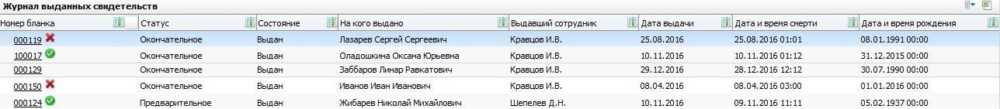 Журнал выданных свидетельств
Номер бланка Статус Состояние На кого выдано Выдавший сотрудник Дата выдачи Дата и время смерти Дата и время рождения
000119 Окончательное Выдан Лазарев Сергей Сергеевич Кравцов И.В. 25.08.2016 25.08.2016 01:01 08.01.1991 00:00
100017 Окончательное Выдан Оладошкина Оксана Юрьевна Кравцов И.В. 10.11.2016 10.11.2016 01:12 31.12.2015 00:00
000129 Окончательное Выдан Заббаров Линар Равкатович Кравцов И.В. 29.12.2016 28.12.2016 12:12 30.07.1990 00:00
000150 Окончательное Выдан Иванов Иван Иванович Кравцов И.В. 08.04.2016 08.04.2016 03:00 01.01.2016 00:00
000124 Предварительное Выдан Жибарев Николай Михайлович Шепелев Д.Н. 10.11.2016 09.11.2016 11:11 05.02.1937 00:00